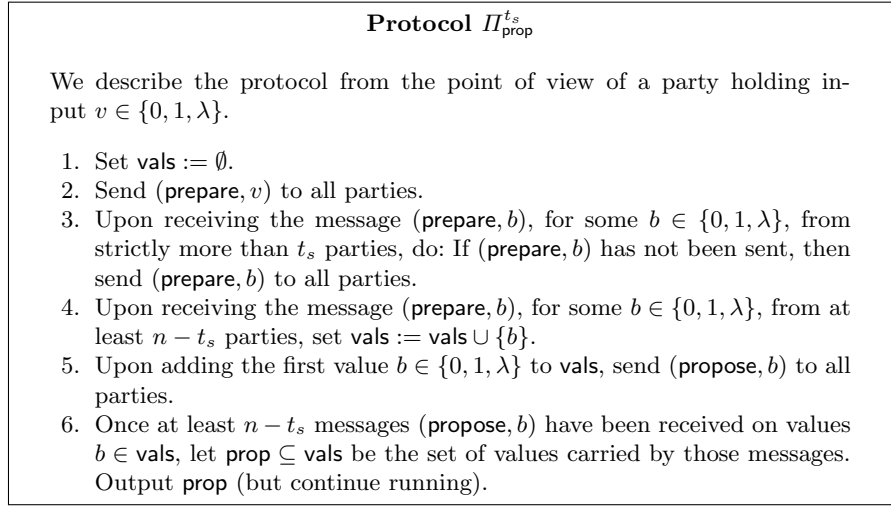 Protocol Π^{t_s}_{prop}
We describe the protocol from the point of view of a party holding in-
put v ∈ {0, 1, λ}.
1. Set vals := ∅.
2. Send (prepare, v) to all parties.
3. Upon receiving the message (prepare, b), for some b ∈ {0, 1, λ}, from
strictly more than t_s parties, do: If (prepare, b) has not been sent, then
send (prepare, b) to all parties.
4. Upon receiving the message (prepare, b), for some b ∈ {0, 1, λ}, from at
least n − t_s parties, set vals := vals ∪ {b}.
5. Upon adding the first value b ∈ {0, 1, λ} to vals, send (propose, b) to all
parties.
6. Once at least n − t_s messages (propose, b) have been received on values
b ∈ vals, let prop ⊆ vals be the set of values carried by those messages.
Output prop (but continue running).